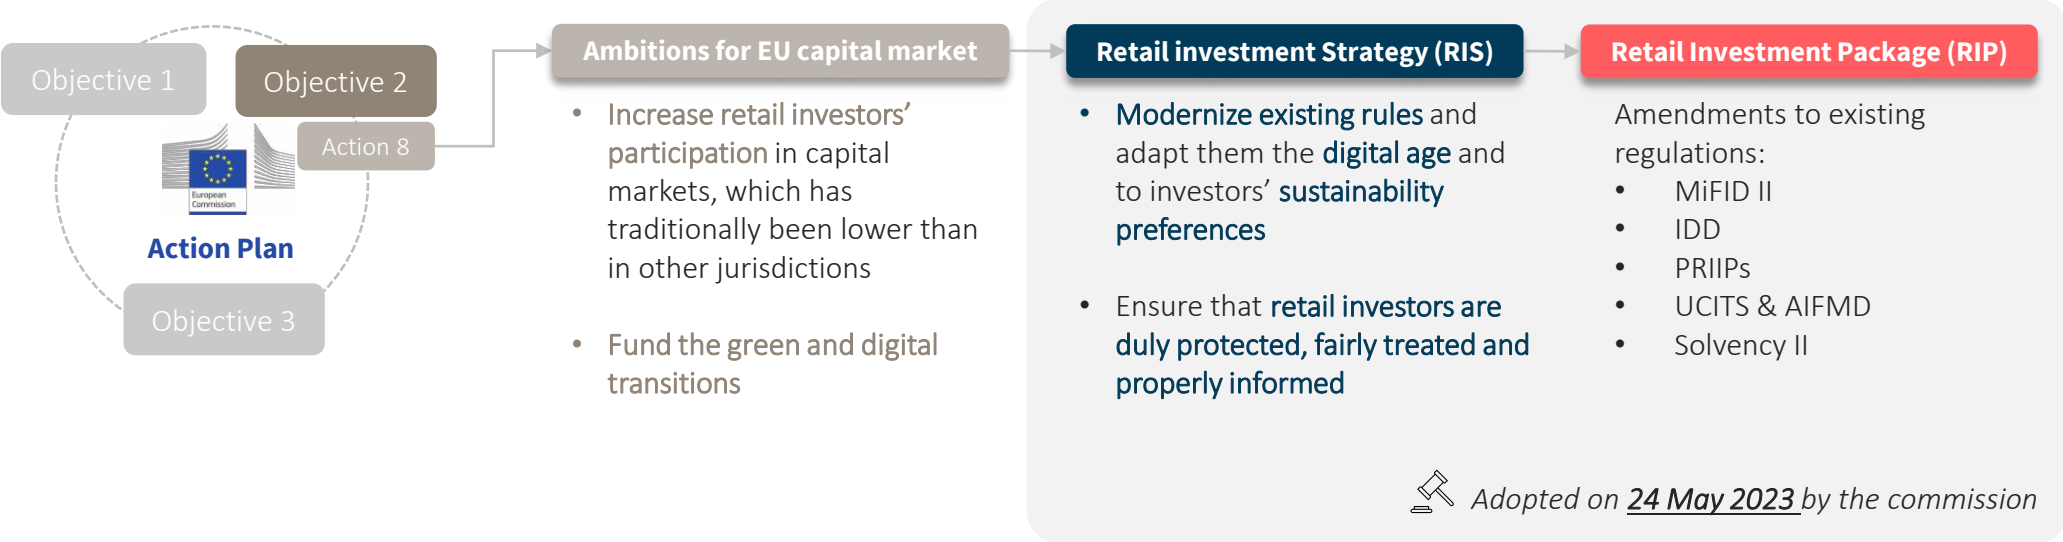 Objective 1
Objective 2
Action 8
European
Commission
Action Plan
Objective 3
Ambitions for EU capital market
• Increase retail investors’
participation in capital
markets, which has
traditionally been lower than
in other jurisdictions
• Fund the green and digital
transitions
Retail investment Strategy (RIS)
• Modernize existing rules and
adapt them the digital age and
to investors’ sustainability
preferences
• Ensure that retail investors are
duly protected, fairly treated and
properly informed
Retail Investment Package (RIP)
Amendments to existing
regulations:
• MiFID II
• IDD
• PRIIPs
• UCITS & AIFMD
• Solvency II
Adopted on 24 May 2023 by the commission